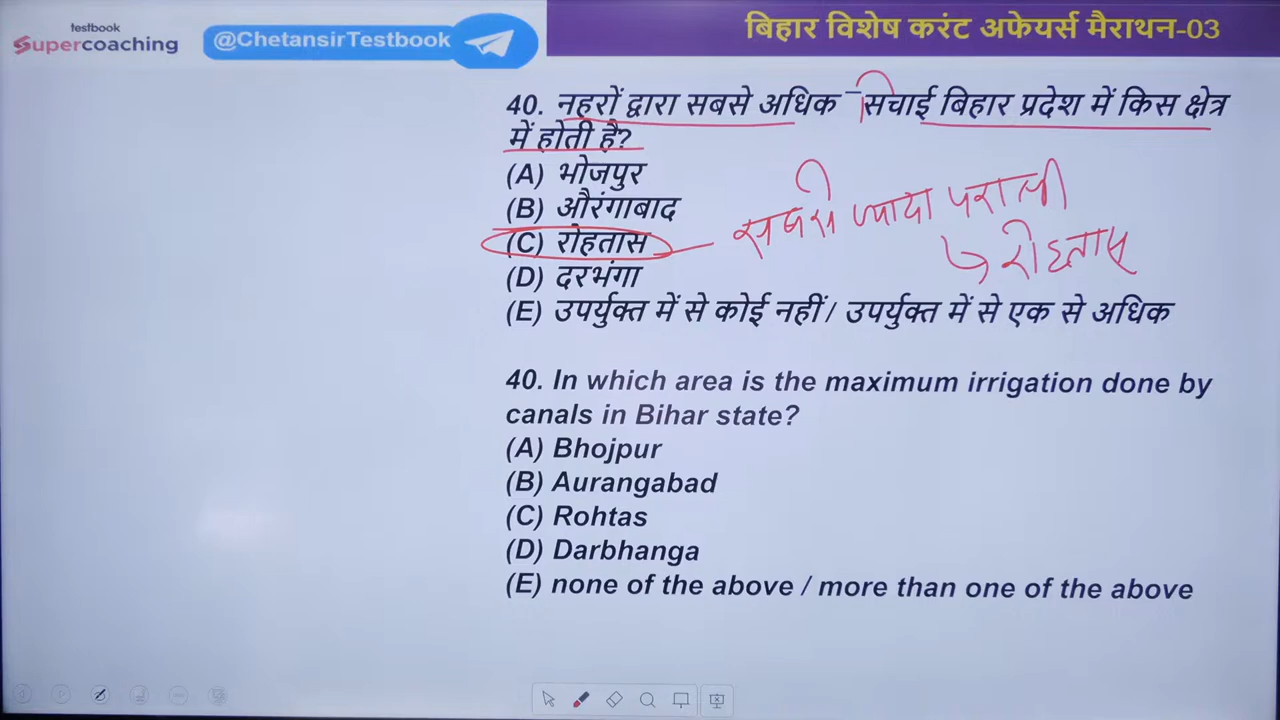 testbook
Supercoaching
@ChetansirTestbook
बिहार विशेष करंट अफेयर्स मैराथन-03
40. नहरों द्वारा सबसे अधिक सिचाई बिहार प्रदेश में किस क्षेत्र
में होती है?
(A) भोजपुर
(B) औरंगाबाद
(C) रोहतास
(D) दरभंगा
(E) उपर्युक्त में से कोई नहीं/ उपर्युक्त में से एक से अधिक
सबसे ज्यादा पराली
रोहतास
40. In which area is the maximum irrigation done by
canals in Bihar state?
(A) Bhojpur
(B) Aurangabad
(C) Rohtas
(D) Darbhanga
(E) none of the above / more than one of the above